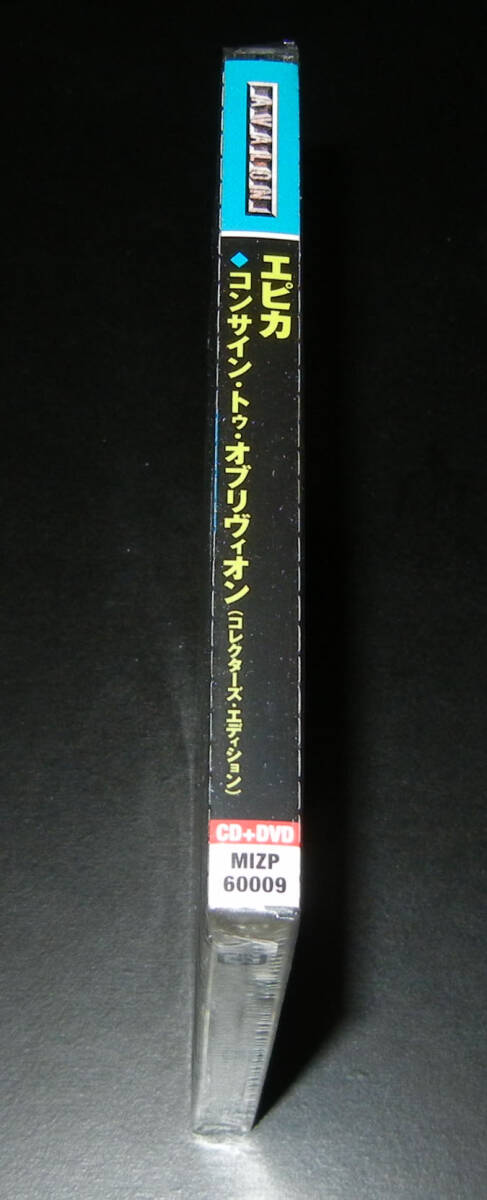 AVALON
エピカ
◆コンサイン・トゥ・オブリヴィオン(コレクターズ・エディション)
CD+DVD
MIZP
60009